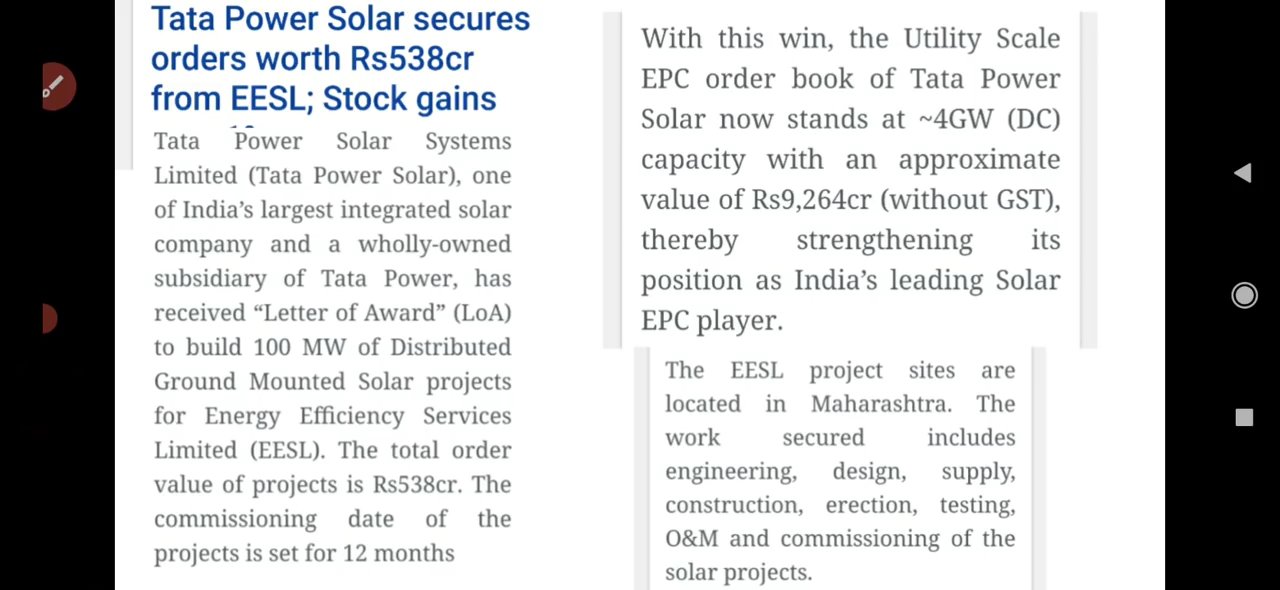 Tata Power Solar secures
orders worth Rs538cr
from EESL; Stock gains
Tata Power Solar Systems
Limited (Tata Power Solar), one
of India’s largest integrated solar
company and a wholly-owned
subsidiary of Tata Power, has
received “Letter of Award” (LoA)
to build 100 MW of Distributed
Ground Mounted Solar projects
for Energy Efficiency Services
Limited (EESL). The total order
value of projects is Rs538cr. The
commissioning date of the
projects is set for 12 months
With this win, the Utility Scale
EPC order book of Tata Power
Solar now stands at ~4GW (DC)
capacity with an approximate
value of Rs9,264cr (without GST),
thereby strengthening its
position as India’s leading Solar
EPC player.
The EESL project sites are
located in Maharashtra. The
work secured includes
engineering, design, supply,
construction, erection, testing,
O&M and commissioning of the
solar projects.